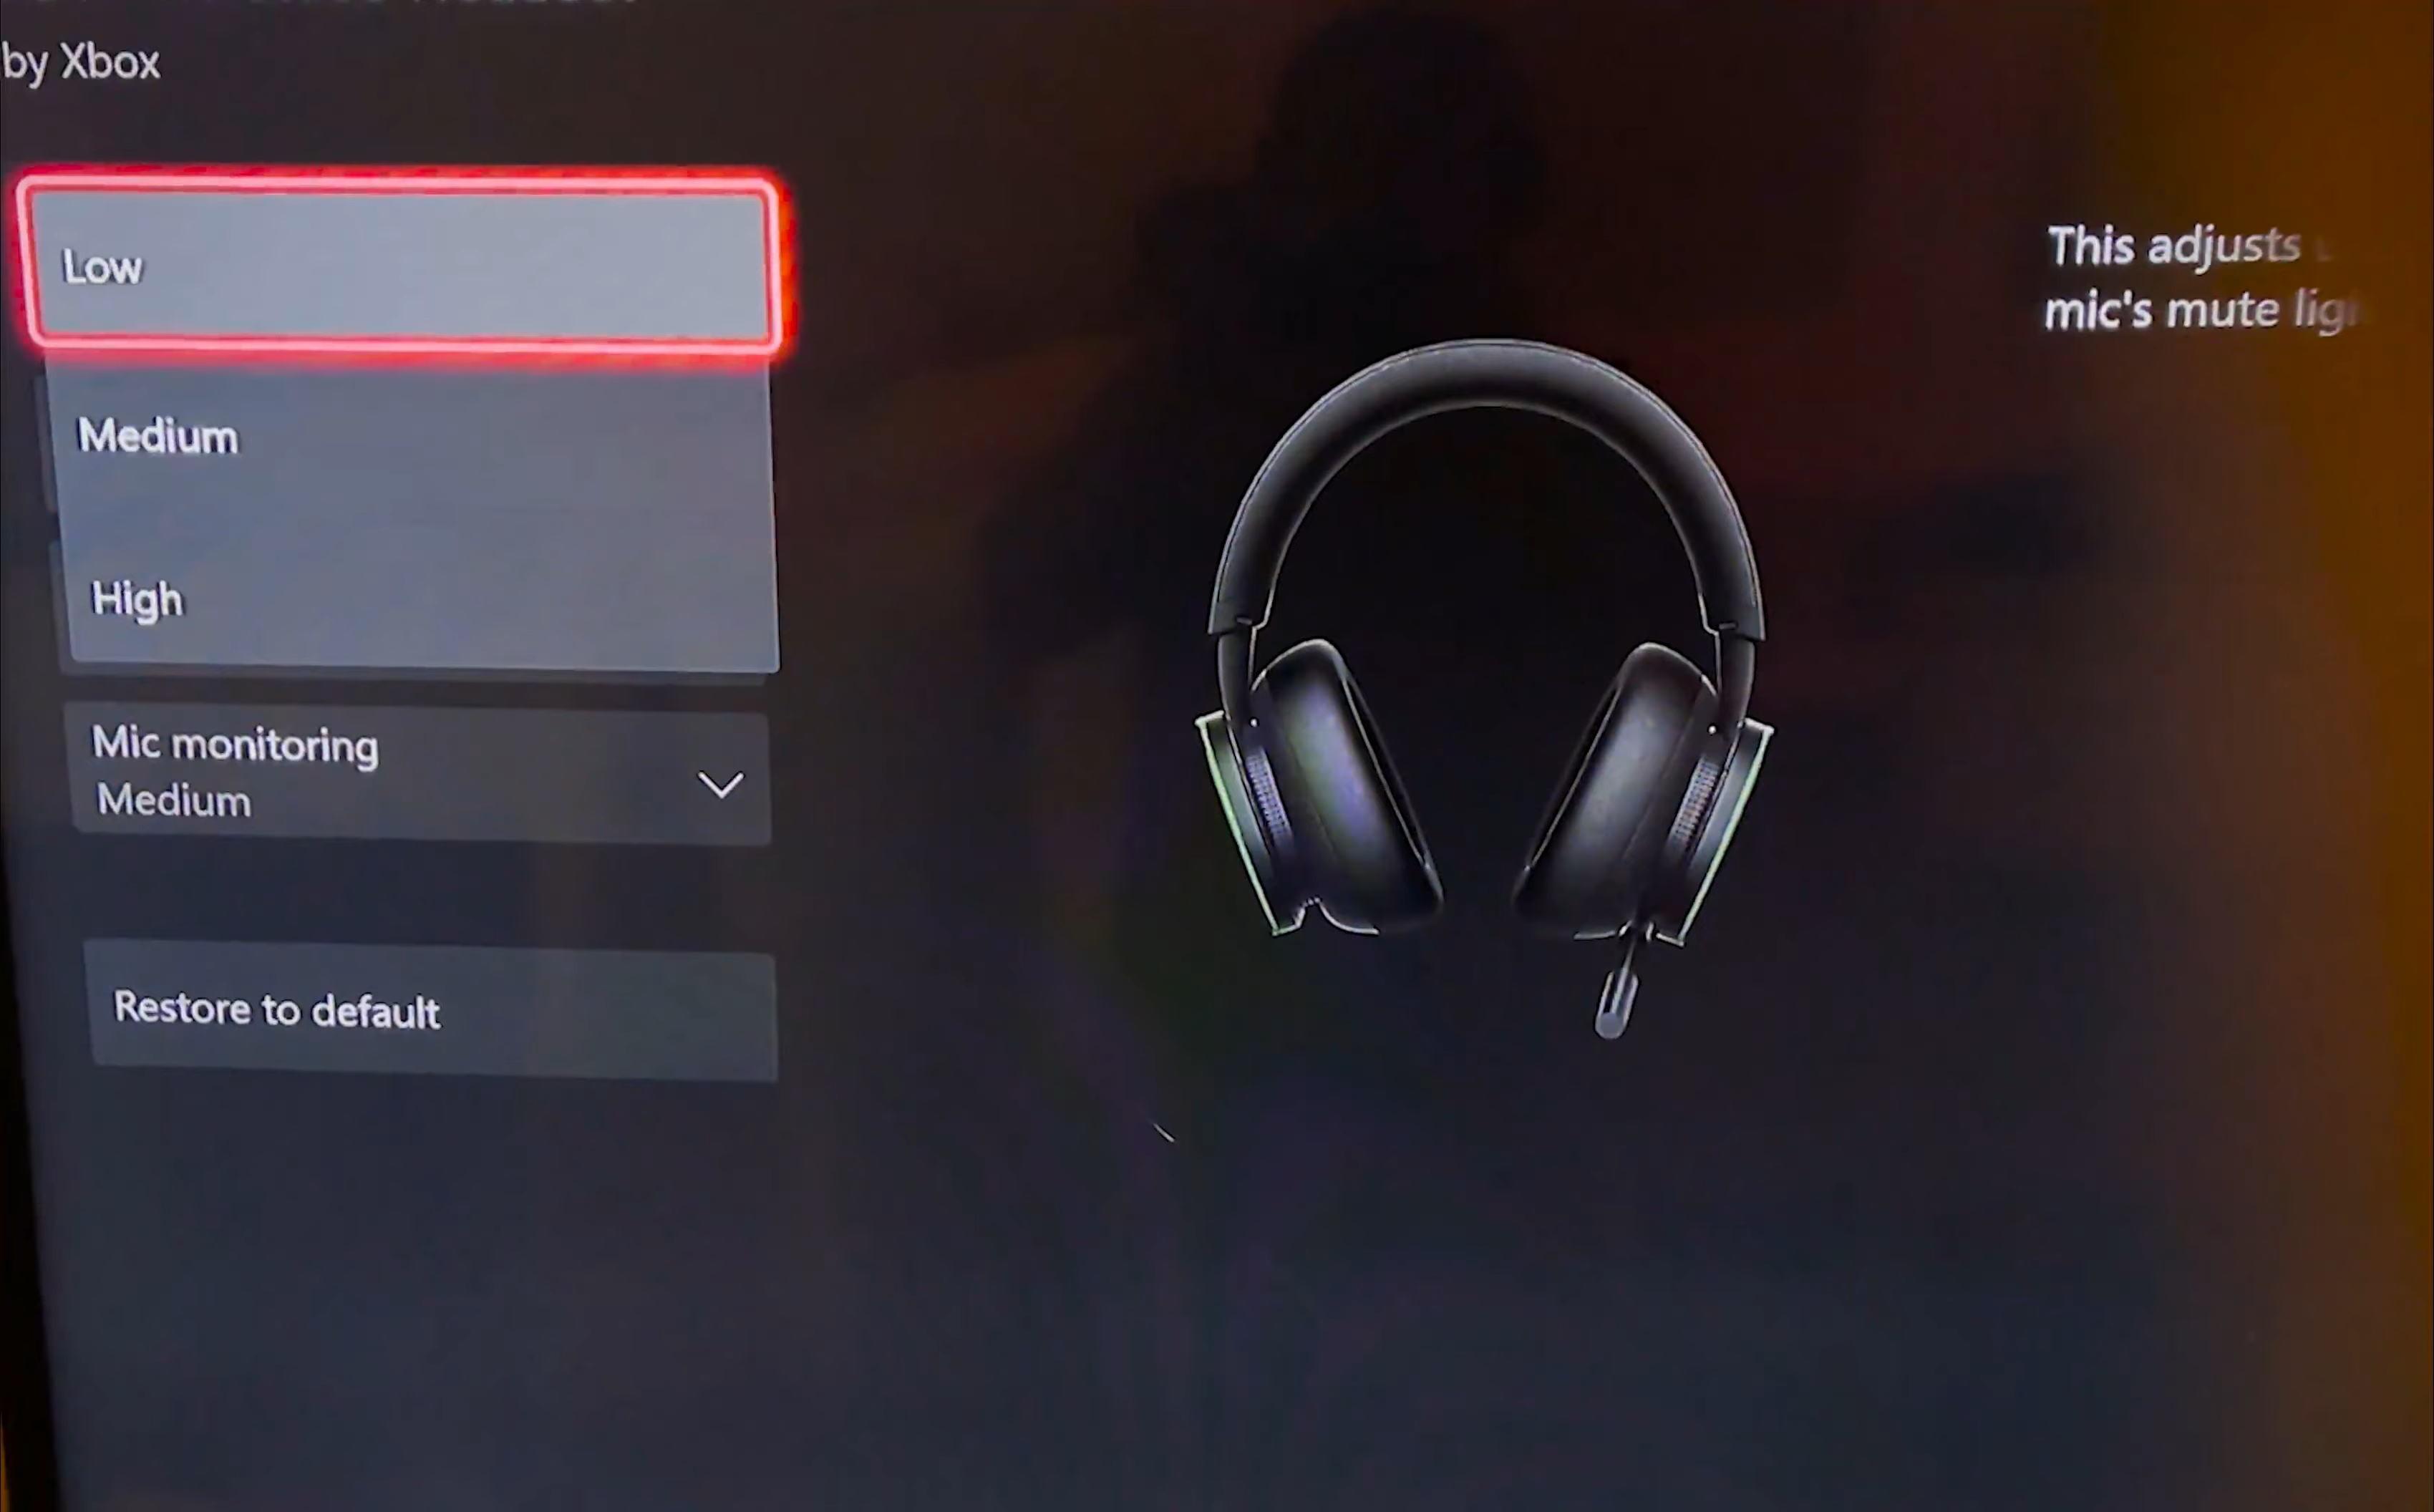 by Xbox
Low
Medium
High
Mic monitoring
Medium
Restore to default
This adjusts
mic's mute